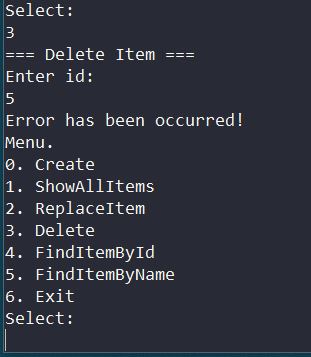 Select:
3
=== Delete Item ===
Enter id:
5
Error has been occurred!
Menu.
0. Create
1. ShowAllItems
2. ReplaceItem
3. Delete
4. FindItemById
5. FindItemByName
6. Exit
Select: